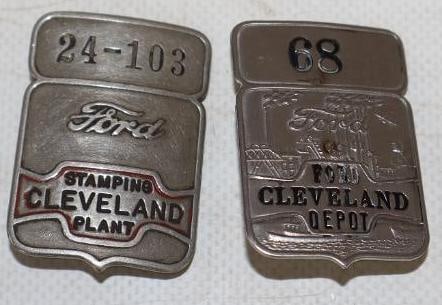 24-103
Ford
STAMPING
CLEVELAND
PLANT
68
Ford
FORD
CLEVELAND
DEPOT